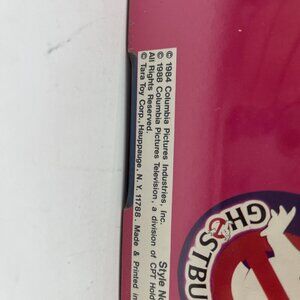 © 1984 Columbia Pictures Industries, Inc.
© 1988 Columbia Pictures Television, a division of CPT Hold
All Rights Reserved.
© Tara Toy Corp., Hauppauge, N.Y. 11788. Made & Printed in
Style No
GHOSTBU